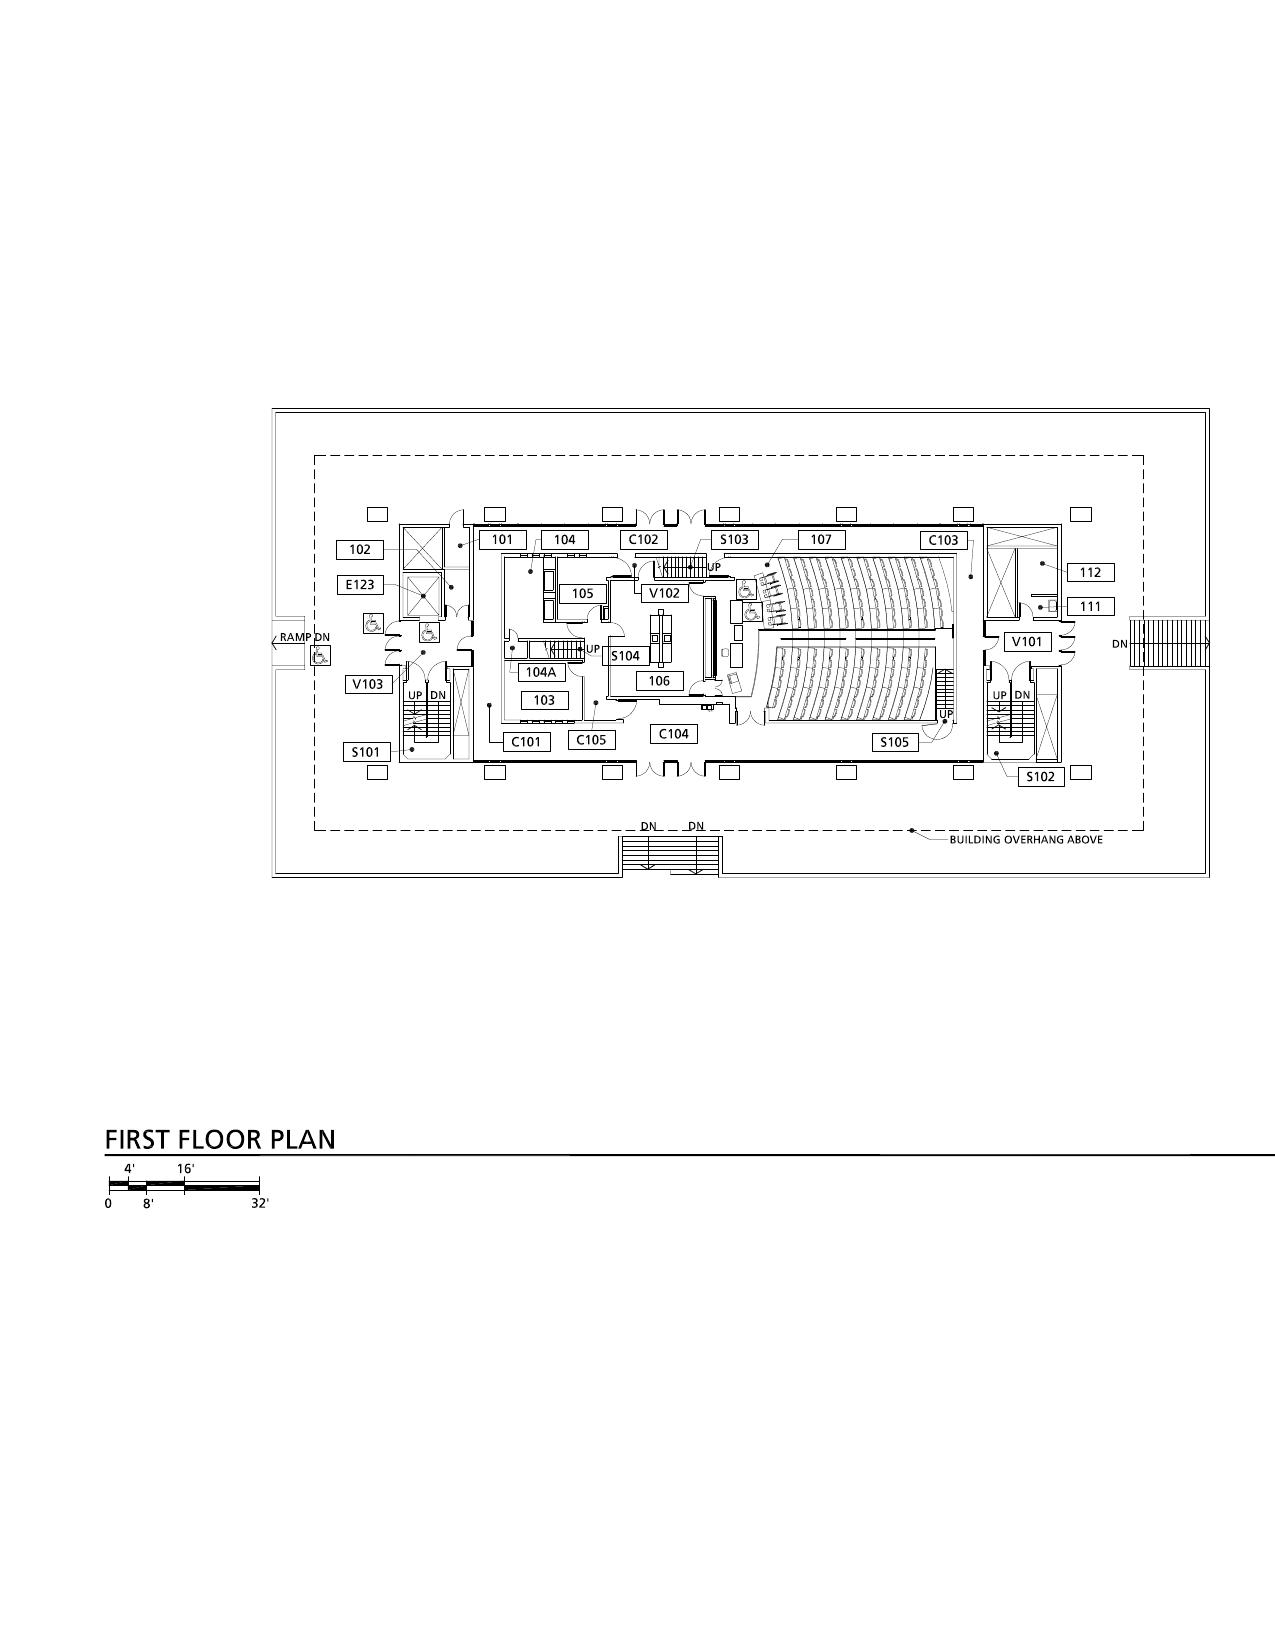 101
104
C102
S103
107
C103
102
UP
112
E123
105
V102
111
RAMP DN
V101
DN
UP
S104
104A
V103
106
UP
DN
UP
DN
103
UP
C101
C105
C104
S105
S101
S102
DN
DN
BUILDING OVERHANG ABOVE
FIRST FLOOR PLAN
4'
16'
0
8'
32'